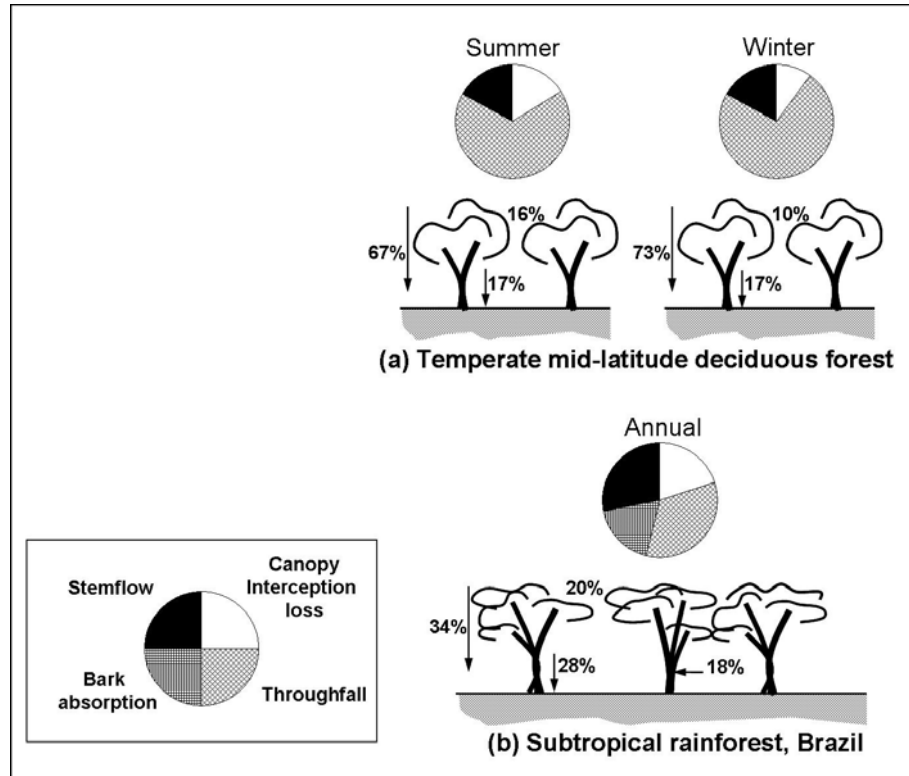 Summer
Winter
16%
10%
67%
17%
73%
17%
(a) Temperate mid-latitude deciduous forest
Annual
20%
34%
28%
18%
(b) Subtropical rainforest, Brazil
Stemflow
Canopy
Interception
loss
Bark
absorption
Throughfall